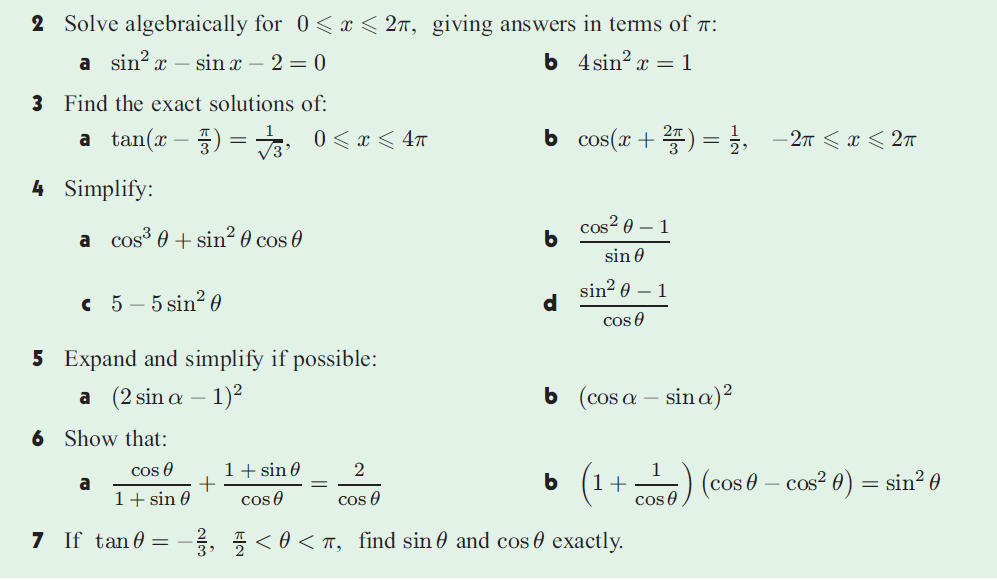 2 Solve algebraically for 0 ⩽ x ⩽ 2π, giving answers in terms of π:
a sin² x − sin x − 2 = 0 b 4 sin² x = 1
3 Find the exact solutions of:
a tan(x − π/3) = 1/√3, 0 ⩽ x ⩽ 4π b cos(x + 2π/3) = 1/2, −2π ⩽ x ⩽ 2π
4 Simplify:
a cos³ θ + sin² θ cos θ b (cos² θ − 1)/(sin θ)
c 5 − 5 sin² θ d (sin² θ − 1)/(cos θ)
5 Expand and simplify if possible:
a (2 sin α − 1)² b (cos α − sin α)²
6 Show that:
a (cos θ)/(1 + sin θ) + (1 + sin θ)/(cos θ) = 2/(cos θ) b (1 + 1/(cos θ)) (cos θ − cos² θ) = sin² θ
7 If tan θ = −2/3, π/2 < θ < π, find sin θ and cos θ exactly.